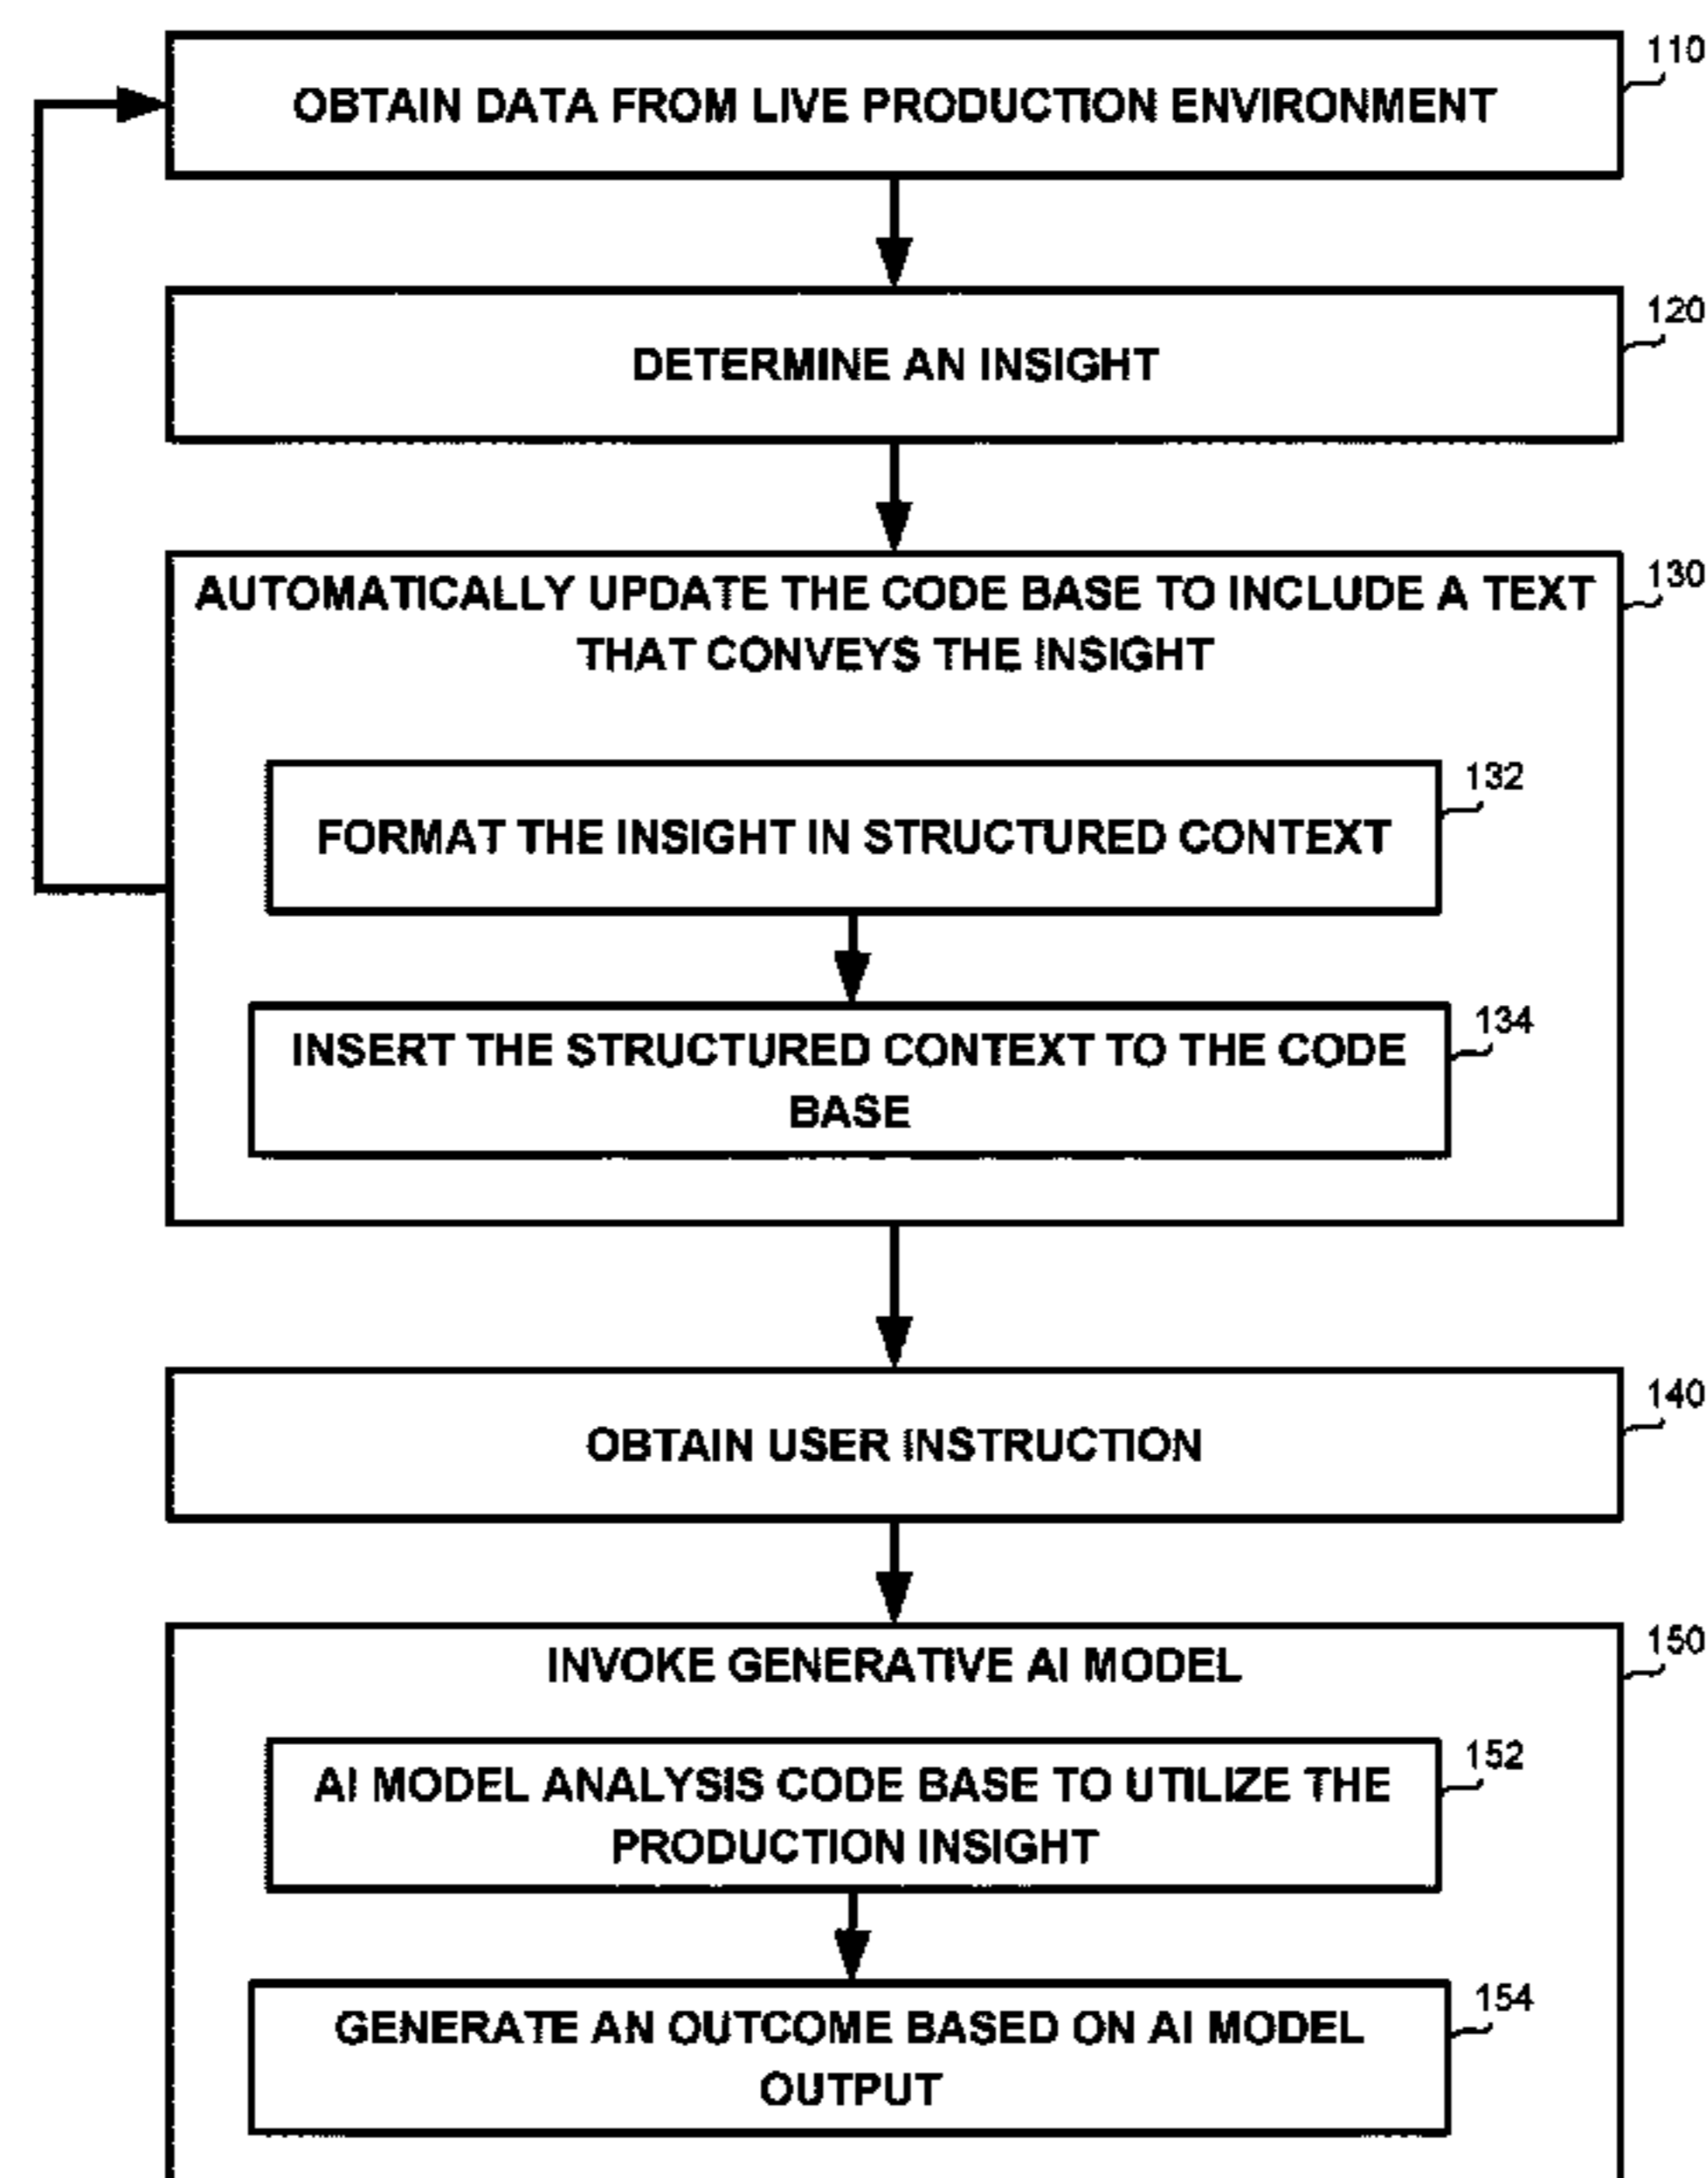 110
OBTAIN DATA FROM LIVE PRODUCTION ENVIRONMENT
120
DETERMINE AN INSIGHT
130
AUTOMATICALLY UPDATE THE CODE BASE TO INCLUDE A TEXT
THAT CONVEYS THE INSIGHT
132
FORMAT THE INSIGHT IN STRUCTURED CONTEXT
134
INSERT THE STRUCTURED CONTEXT TO THE CODE
BASE
140
OBTAIN USER INSTRUCTION
150
INVOKE GENERATIVE AI MODEL
152
AI MODEL ANALYSIS CODE BASE TO UTILIZE THE
PRODUCTION INSIGHT
154
GENERATE AN OUTCOME BASED ON AI MODEL
OUTPUT